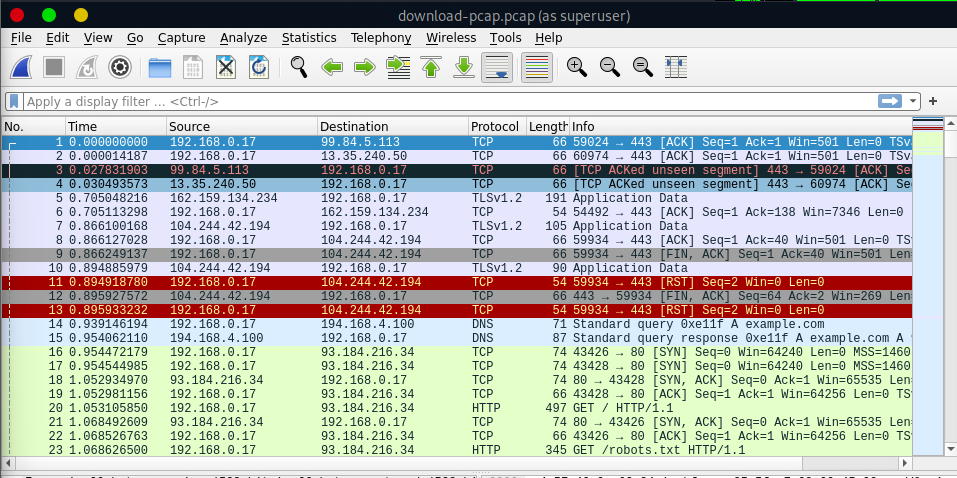 download-pcap.pcap (as superuser)
File Edit View Go Capture Analyze Statistics Telephony Wireless Tools Help
Apply a display filter … <Ctrl-/>
No. Time Source Destination Protocol Length Info
1 0.000000000 192.168.0.17 99.84.5.113 TCP 66 59024 → 443 [ACK] Seq=1 Ack=1 Win=501 Len=0 TSv
2 0.000014187 192.168.0.17 13.35.240.50 TCP 66 60974 → 443 [ACK] Seq=1 Ack=1 Win=501 Len=0 TSv
3 0.027831903 99.84.5.113 192.168.0.17 TCP 66 [TCP ACKed unseen segment] 443 → 59024 [ACK] Se
4 0.030493573 13.35.240.50 192.168.0.17 TCP 66 [TCP ACKed unseen segment] 443 → 60974 [ACK] Se
5 0.705048216 162.159.134.234 192.168.0.17 TLSv1.2 191 Application Data
6 0.705113298 192.168.0.17 162.159.134.234 TCP 54 54492 → 443 [ACK] Seq=1 Ack=138 Win=7346 Len=0
7 0.866100168 104.244.42.194 192.168.0.17 TLSv1.2 105 Application Data
8 0.866127028 192.168.0.17 104.244.42.194 TCP 66 59934 → 443 [ACK] Seq=1 Ack=40 Win=501 Len=0 TS
9 0.866249137 192.168.0.17 104.244.42.194 TCP 66 59934 → 443 [FIN, ACK] Seq=1 Ack=40 Win=501 Len
10 0.894885979 104.244.42.194 192.168.0.17 TLSv1.2 90 Application Data
11 0.894918780 192.168.0.17 104.244.42.194 TCP 54 59934 → 443 [RST] Seq=2 Win=0 Len=0
12 0.895927572 104.244.42.194 192.168.0.17 TCP 66 443 → 59934 [FIN, ACK] Seq=64 Ack=2 Win=269 Len
13 0.895933232 192.168.0.17 104.244.42.194 TCP 54 59934 → 443 [RST] Seq=2 Win=0 Len=0
14 0.939146194 192.168.0.17 194.168.4.100 DNS 71 Standard query 0xe11f A example.com
15 0.954062110 194.168.4.100 192.168.0.17 DNS 87 Standard query response 0xe11f A example.com A
16 0.954472179 192.168.0.17 93.184.216.34 TCP 74 43426 → 80 [SYN] Seq=0 Win=64240 Len=0 MSS=1460
17 0.954544985 192.168.0.17 93.184.216.34 TCP 74 43428 → 80 [SYN] Seq=0 Win=64240 Len=0 MSS=1460
18 1.052934970 93.184.216.34 192.168.0.17 TCP 74 80 → 43428 [SYN, ACK] Seq=0 Ack=1 Win=65535 Len
19 1.052981156 192.168.0.17 93.184.216.34 TCP 66 43428 → 80 [ACK] Seq=1 Ack=1 Win=64256 Len=0 TS
20 1.053105850 192.168.0.17 93.184.216.34 HTTP 497 GET / HTTP/1.1
21 1.068492609 93.184.216.34 192.168.0.17 TCP 74 80 → 43426 [SYN, ACK] Seq=0 Ack=1 Win=65535 Len
22 1.068526763 192.168.0.17 93.184.216.34 TCP 66 43426 → 80 [ACK] Seq=1 Ack=1 Win=64256 Len=0 TS
23 1.068626500 192.168.0.17 93.184.216.34 HTTP 345 GET /robots.txt HTTP/1.1